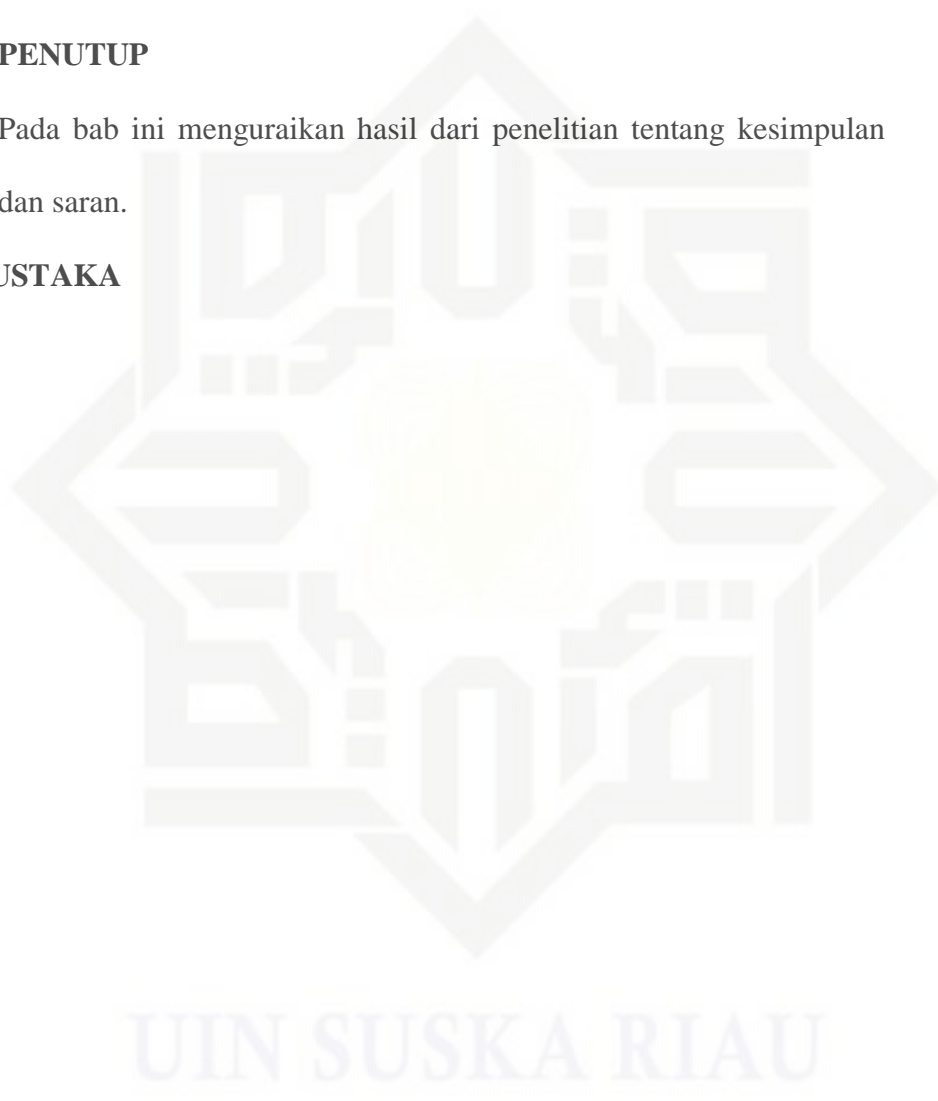 PENUTUP
Pada bab ini menguraikan hasil dari penelitian tentang kesimpulan
dan saran.
USTAKA
UIN SUSKA RIAU